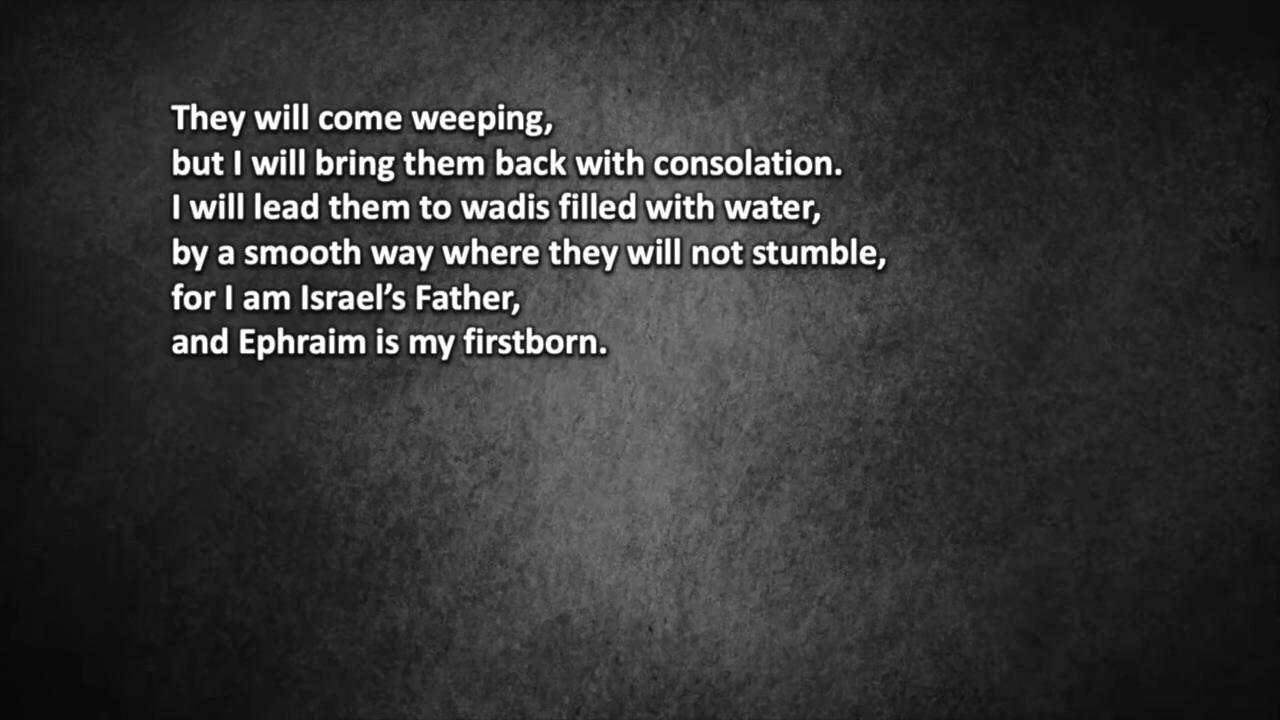 They will come weeping,
but I will bring them back with consolation.
I will lead them to wadis filled with water,
by a smooth way where they will not stumble,
for I am Israel’s Father,
and Ephraim is my firstborn.